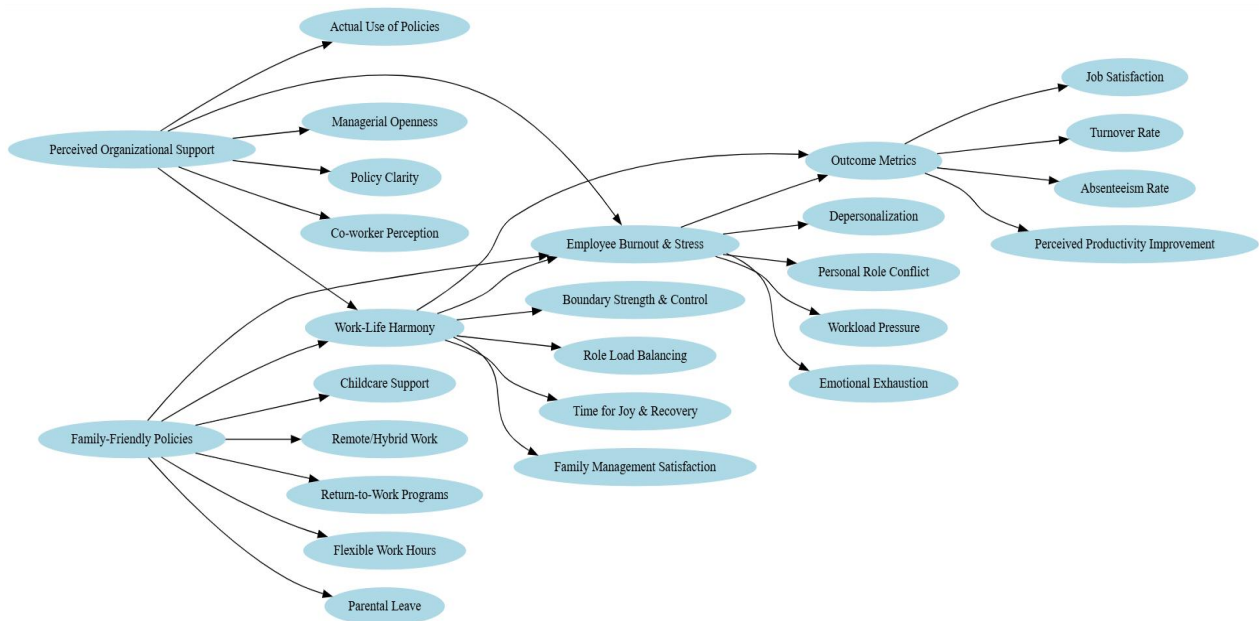 Actual Use of Policies
Managerial Openness
Perceived Organizational Support
Policy Clarity
Co-worker Perception
Work-Life Harmony
Childcare Support
Family-Friendly Policies
Remote/Hybrid Work
Return-to-Work Programs
Flexible Work Hours
Parental Leave
Employee Burnout & Stress
Boundary Strength & Control
Role Load Balancing
Time for Joy & Recovery
Family Management Satisfaction
Outcome Metrics
Depersonalization
Personal Role Conflict
Workload Pressure
Emotional Exhaustion
Job Satisfaction
Turnover Rate
Absenteeism Rate
Perceived Productivity Improvement